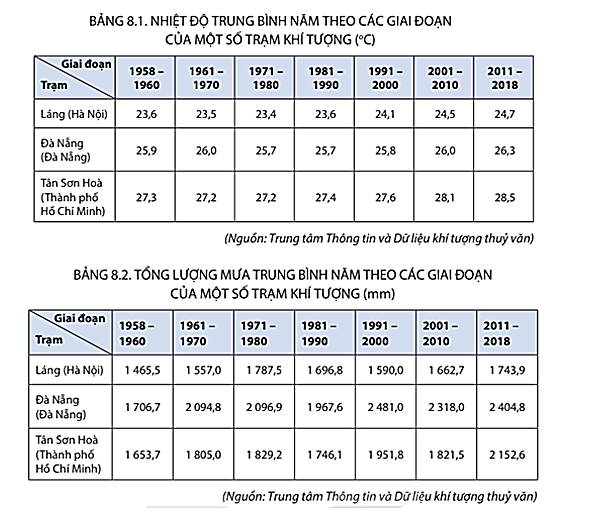 BẢNG 8.1. NHIỆT ĐỘ TRUNG BÌNH NĂM THEO CÁC GIAI ĐOẠN
CỦA MỘT SỐ TRẠM KHÍ TƯỢNG (ºC)
Giai đoạn
Trạm
1958 – 1960 1961 – 1970 1971 – 1980 1981 – 1990 1991 – 2000 2001 – 2010 2011 – 2018
Láng (Hà Nội) 23,6 23,5 23,4 23,6 24,1 24,5 24,7
Đà Nẵng
(Đà Nẵng) 25,9 26,0 25,7 25,7 25,8 26,0 26,3
Tân Sơn Hoà
(Thành phố
Hồ Chí Minh) 27,3 27,2 27,2 27,4 27,6 28,1 28,5
(Nguồn: Trung tâm Thông tin và Dữ liệu khí tượng thuỷ văn)
BẢNG 8.2. TỔNG LƯỢNG MƯA TRUNG BÌNH NĂM THEO CÁC GIAI ĐOẠN
CỦA MỘT SỐ TRẠM KHÍ TƯỢNG (mm)
Giai đoạn
Trạm
1958 – 1960 1961 – 1970 1971 – 1980 1981 – 1990 1991 – 2000 2001 – 2010 2011 – 2018
Láng (Hà Nội) 1 465,5 1 557,0 1 787,5 1 696,8 1 590,0 1 662,7 1 743,9
Đà Nẵng
(Đà Nẵng) 1 706,7 2 094,8 2 096,9 1 967,6 2 481,0 2 318,0 2 404,8
Tân Sơn Hoà
(Thành phố
Hồ Chí Minh) 1 653,7 1 805,0 1 829,2 1 746,1 1 951,8 1 821,5 2 152,6
(Nguồn: Trung tâm Thông tin và Dữ liệu khí tượng thuỷ văn)